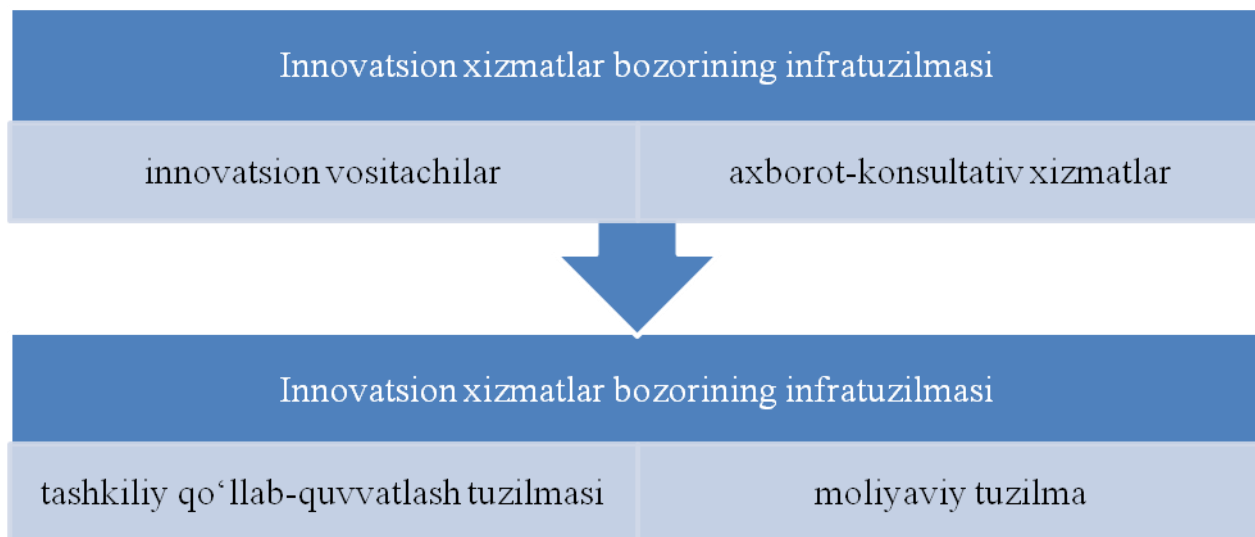 Innovatsion xizmatlar bozorining infratuzilmasi
innovatsion vositachilar
axborot-konsultativ xizmatlar
Innovatsion xizmatlar bozorining infratuzilmasi
tashkiliy qo‘llab-quvvatlash tuzilmasi
moliyaviy tuzilma